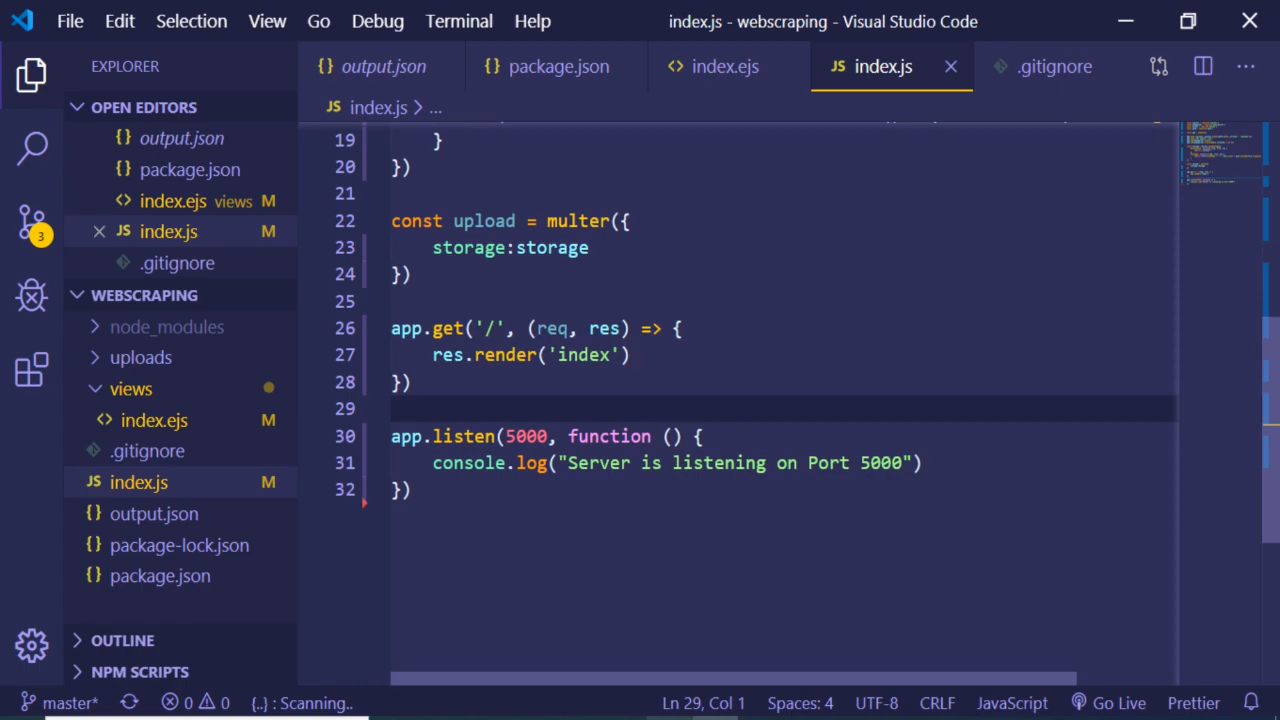 File Edit Selection View Go Debug Terminal Help
index.js - webscraping - Visual Studio Code
EXPLORER
OPEN EDITORS
{} output.json
{} package.json
<> index.ejs views M
JS index.js M
.gitignore
WEBSCRAPING
node_modules
uploads
views
<> index.ejs M
.gitignore
JS index.js M
{} output.json
{} package-lock.json
{} package.json
OUTLINE
NPM SCRIPTS
3
{} output.json {} package.json <> index.ejs JS index.js .gitignore ...
JS index.js > ...
19 }
20 })
21
22 const upload = multer({
23 storage:storage
24 })
25
26 app.get('/', (req, res) => {
27 res.render('index')
28 })
29
30 app.listen(5000, function () {
31 console.log("Server is listening on Port 5000")
32 })
master* 0 0 {..} : Scanning.. Ln 29, Col 1 Spaces: 4 UTF-8 CRLF JavaScript Go Live Prettier